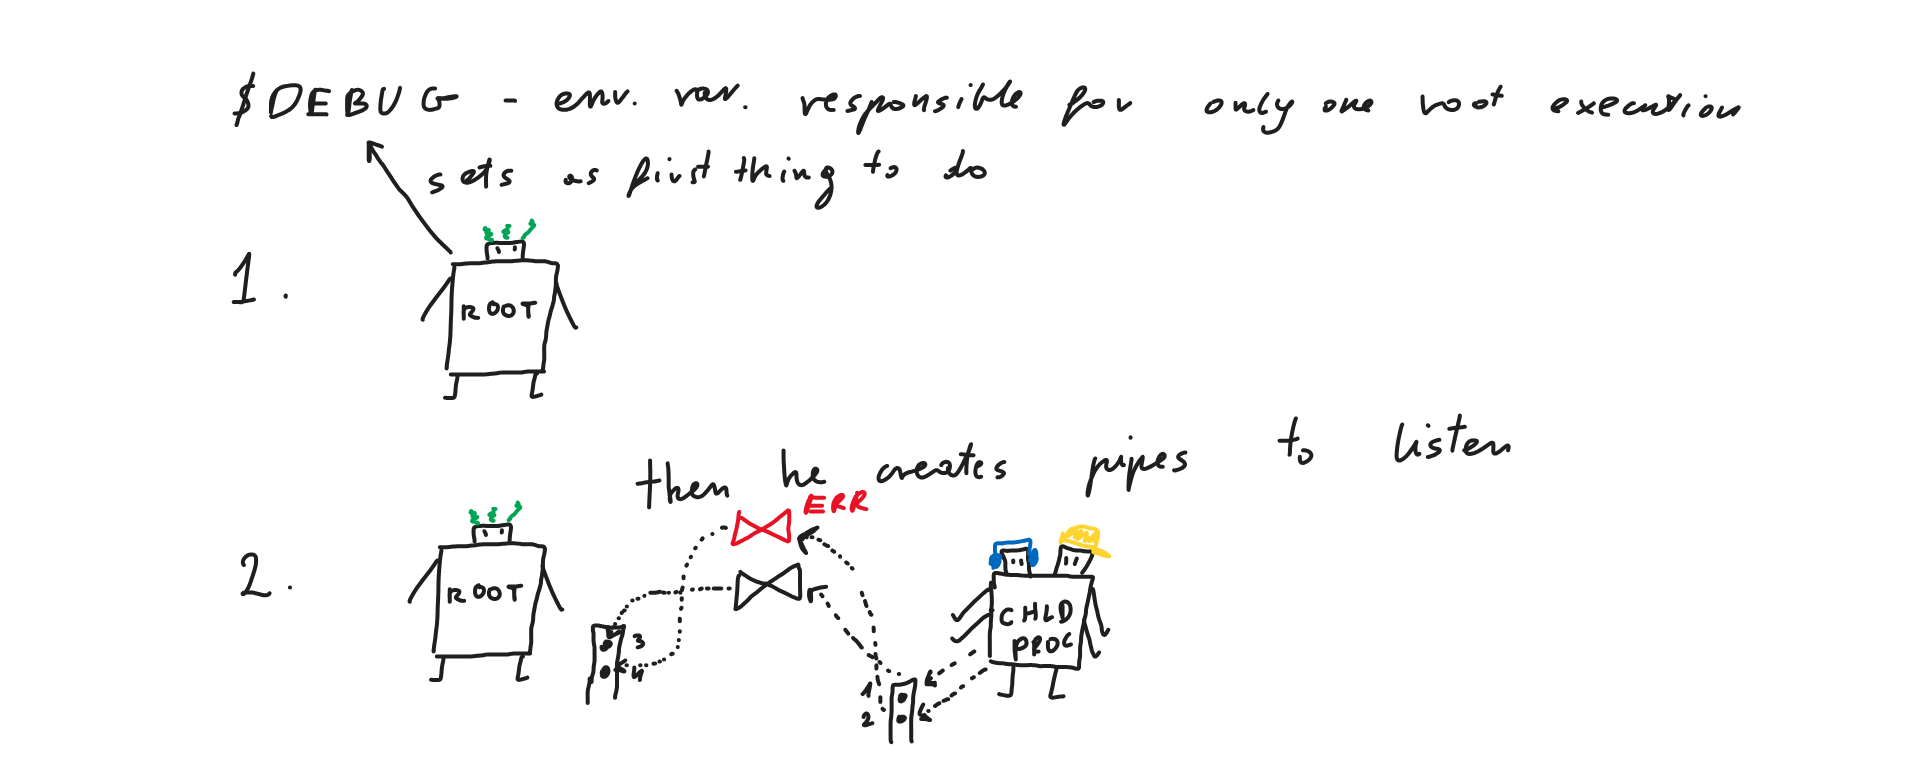 $DEBUG - env. var. responsible for only one root execution
sets as first thing to do
1.
ROOT
then he creates pipes to listen
ERR
2.
ROOT
CHLD
PROC
3
4
1
2